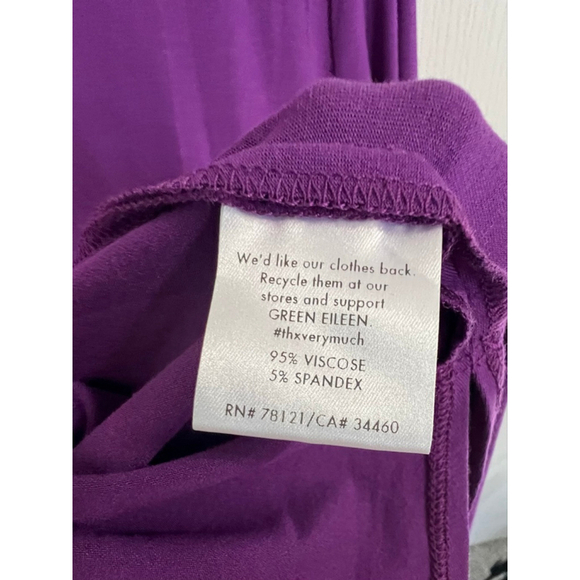 We'd like our clothes back.
Recycle them at our
stores and support
GREEN EILEEN.
#thxverymuch
95% VISCOSE
5% SPANDEX
RN# 78121/CA# 34460